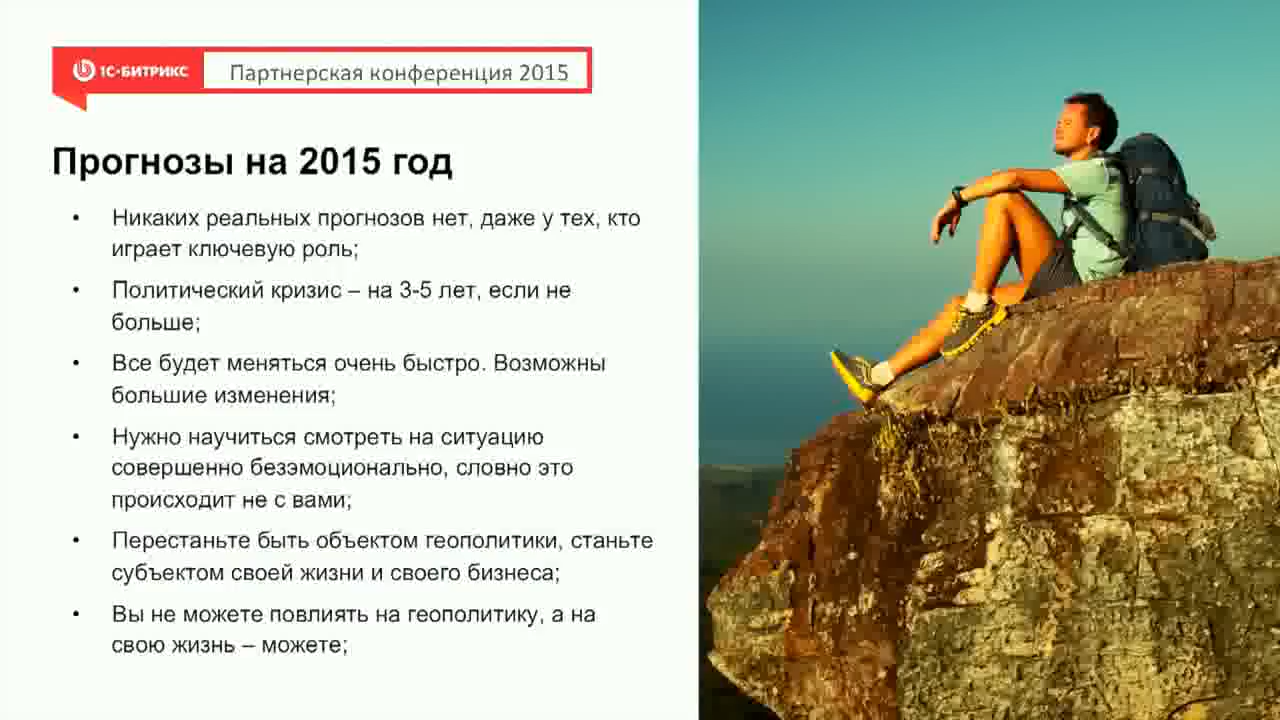 1С-БИТРИКС Партнерская конференция 2015
Прогнозы на 2015 год
• Никаких реальных прогнозов нет, даже у тех, кто
играет ключевую роль;
• Политический кризис – на 3-5 лет, если не
больше;
• Все будет меняться очень быстро. Возможны
большие изменения;
• Нужно научиться смотреть на ситуацию
совершенно безэмоционально, словно это
происходит не с вами;
• Перестаньте быть объектом геополитики, станьте
субъектом своей жизни и своего бизнеса;
• Вы не можете повлиять на геополитику, а на
свою жизнь – можете;